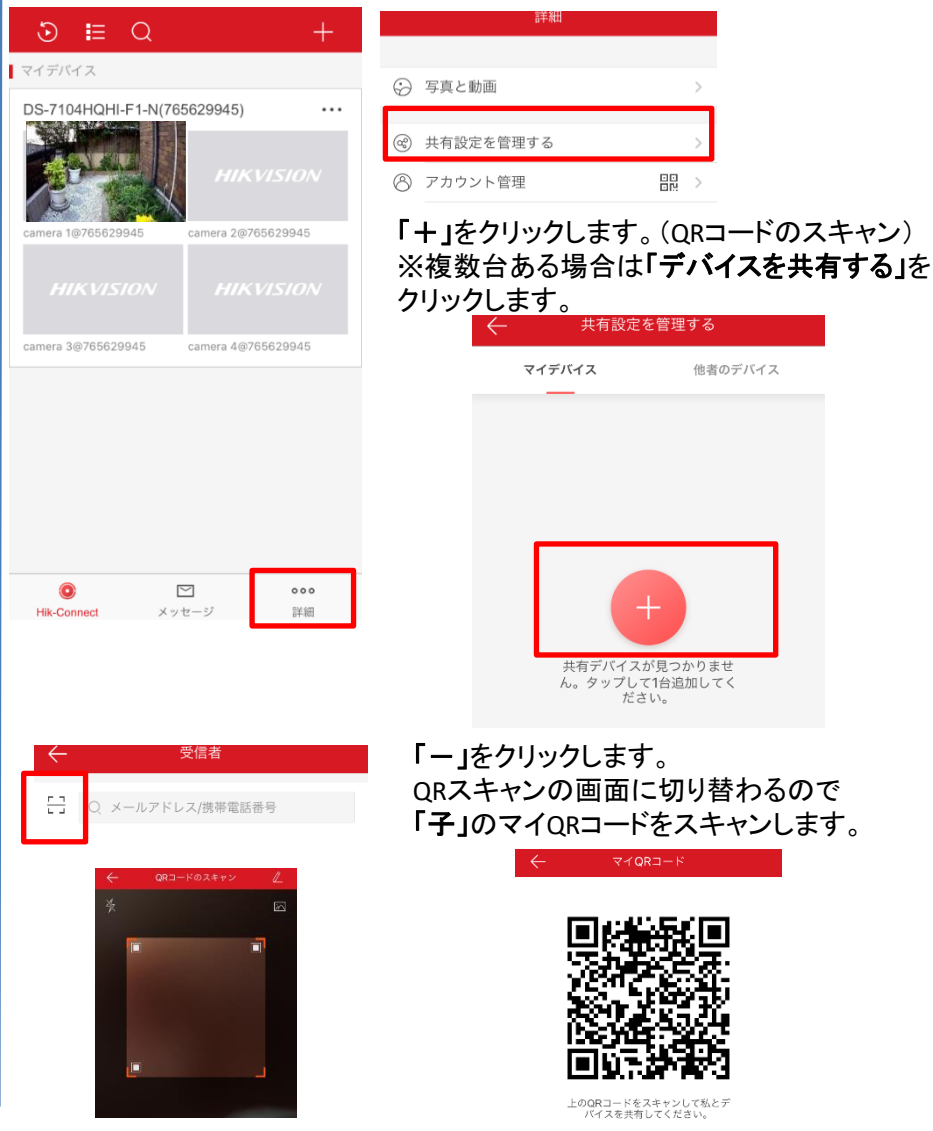 マイデバイス
DS-7104HQHI-F1-N(765629945)
HIKVISION
camera 1@765629945
camera 2@765629945
HIKVISION
HIKVISION
camera 3@765629945
camera 4@765629945
Hik-Connect
メッセージ
詳細
詳細
写真と動画
共有設定を管理する
アカウント管理
「＋」をクリックします。（QRコードのスキャン）
※複数台ある場合は「デバイスを共有する」を
クリックします。
共有設定を管理する
マイデバイス
他者のデバイス
共有デバイスが見つかりませ
ん。タップして1台追加してく
ださい。
受信者
メールアドレス/携帯電話番号
QRコードのスキャン
「－」をクリックします。
QRスキャンの画面に切り替わるので
「子」のマイQRコードをスキャンします。
マイQRコード
上のQRコードをスキャンして私とデ
バイスを共有してください。